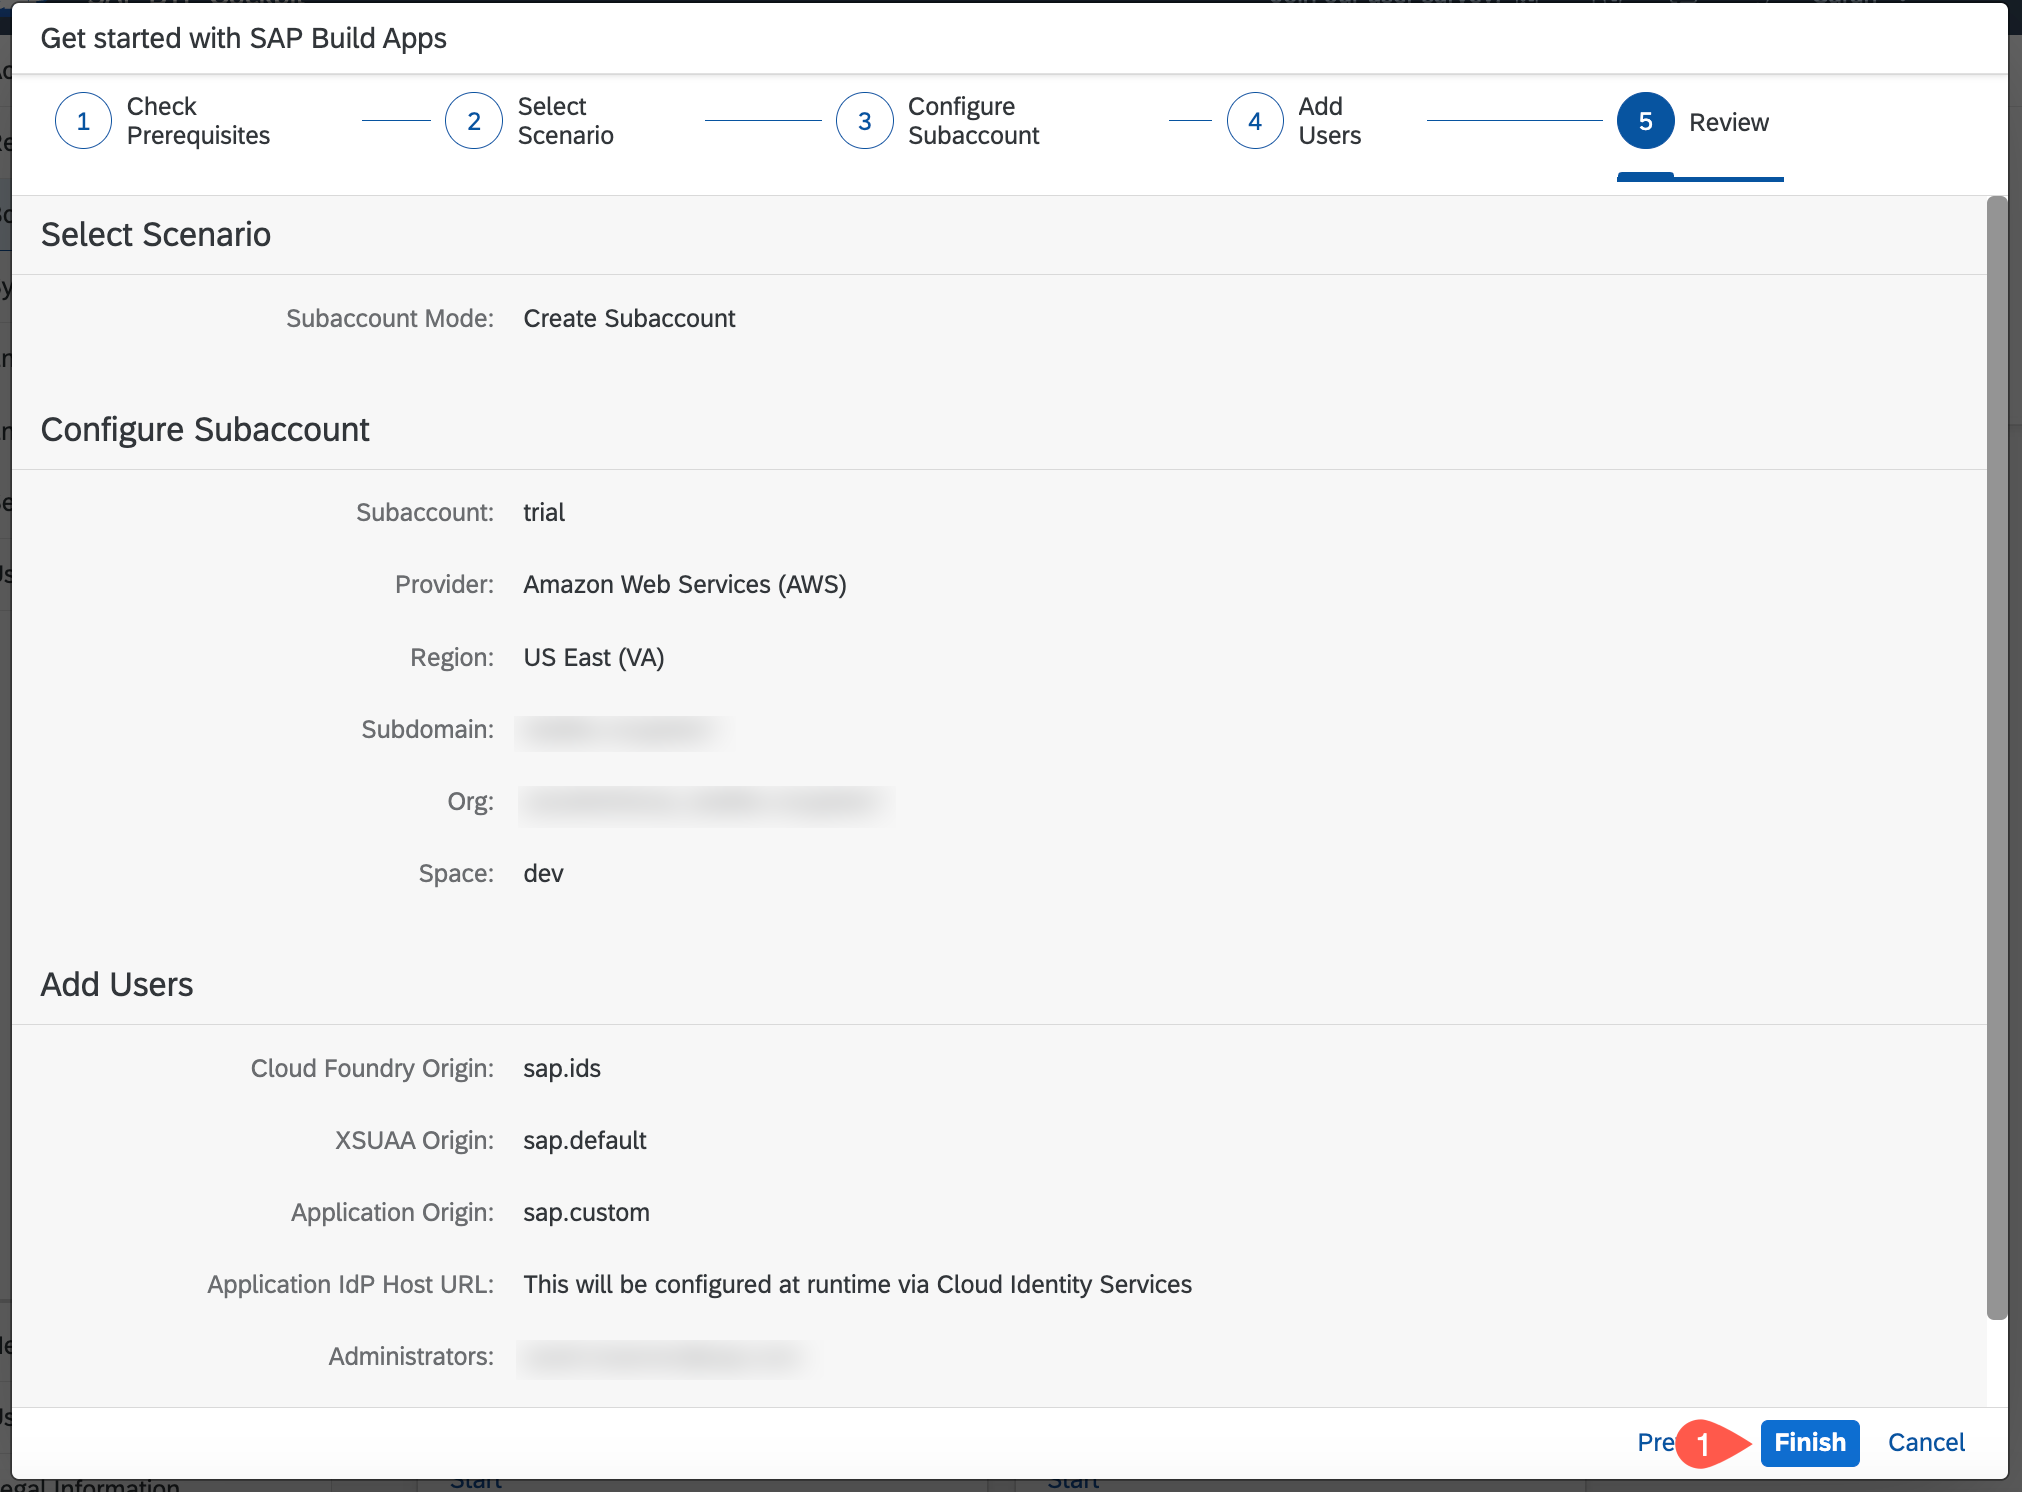 Get started with SAP Build Apps
1 Check Prerequisites
2 Select Scenario
3 Configure Subaccount
4 Add Users
5 Review
Select Scenario
Subaccount Mode: Create Subaccount
Configure Subaccount
Subaccount: trial
Provider: Amazon Web Services (AWS)
Region: US East (VA)
Subdomain:
Org:
Space: dev
Add Users
Cloud Foundry Origin: sap.ids
XSUAA Origin: sap.default
Application Origin: sap.custom
Application IdP Host URL: This will be configured at runtime via Cloud Identity Services
Administrators:
Pre 1 Finish Cancel
egal Information Start Start